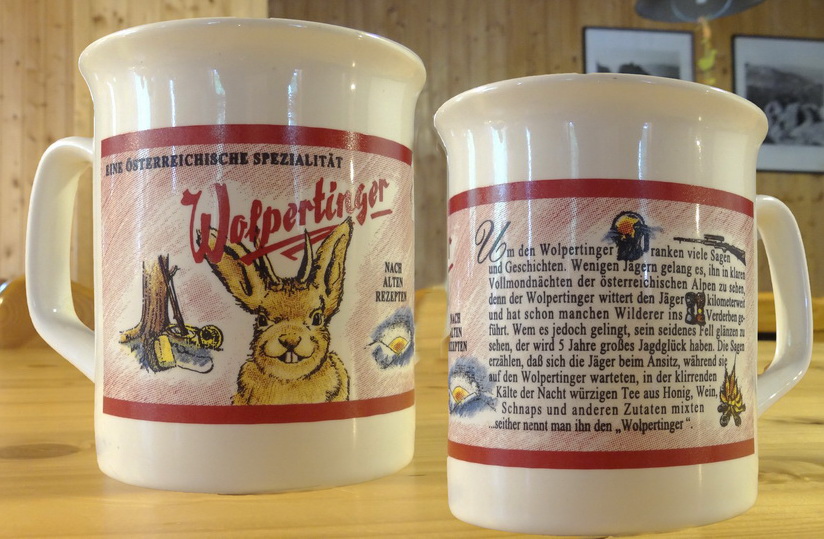 EINE ÖSTERREICHISCHE SPEZIALITÄT
Wolpertinger
NACH
ALTEN
REZEPTEN
Um den Wolpertinger ranken viele Sagen
und Geschichten. Wenigen Jägern gelang es, ihn in klaren
Vollmondnächten der österreichischen Alpen zu sehen,
denn der Wolpertinger wittert den Jäger kilometerweit
und hat schon manchen Wilderer ins Verderben ge-
führt. Wem es jedoch gelingt, sein seidenes Fell glänzen zu
sehen, der wird 5 Jahre großes Jagdglück haben. Die Sagen
erzählen, daß sich die Jäger beim Ansitz, während sie
auf den Wolpertinger warteten, in der klirrenden
Kälte der Nacht würzigen Tee aus Honig, Wein,
Schnaps und anderen Zutaten mixten
...seither nennt man ihn den „Wolpertinger".
NACH
ALTEN
REZEPTEN